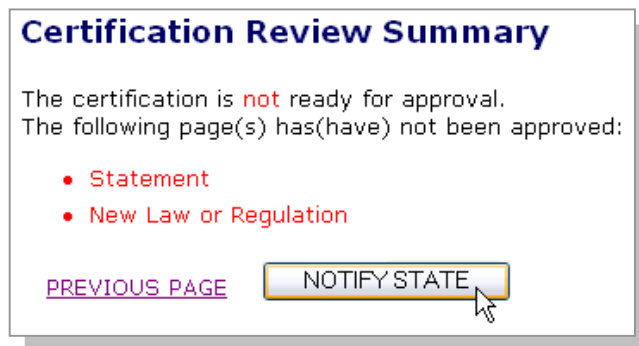 Certification Review Summary
The certification is not ready for approval.
The following page(s) has(have) not been approved:
• Statement
• New Law or Regulation
PREVIOUS PAGE NOTIFY STATE